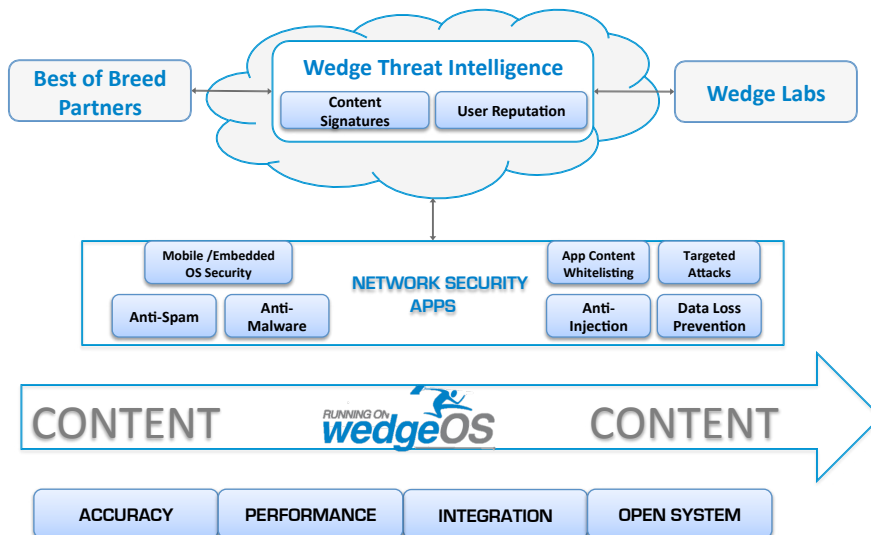 Wedge Threat Intelligence
Best of Breed
Partners
Content
Signatures
User Reputation
Wedge Labs
Mobile /Embedded
OS Security
App Content
Whitelisting
Targeted
Attacks
NETWORK SECURITY
APPS
Anti-Spam
Anti-
Malware
Anti-
Injection
Data Loss
Prevention
CONTENT
RUNNING ON
wedgeOS
CONTENT
ACCURACY
PERFORMANCE
INTEGRATION
OPEN SYSTEM